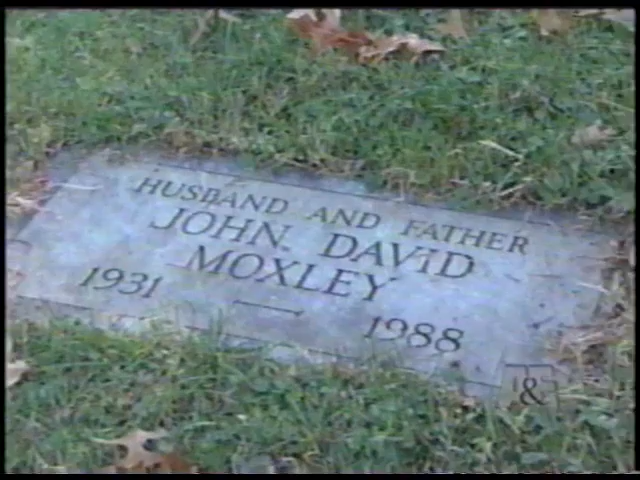 HUSBAND AND FATHER
JOHN DAVID
MOXLEY
1931 — 1988
&